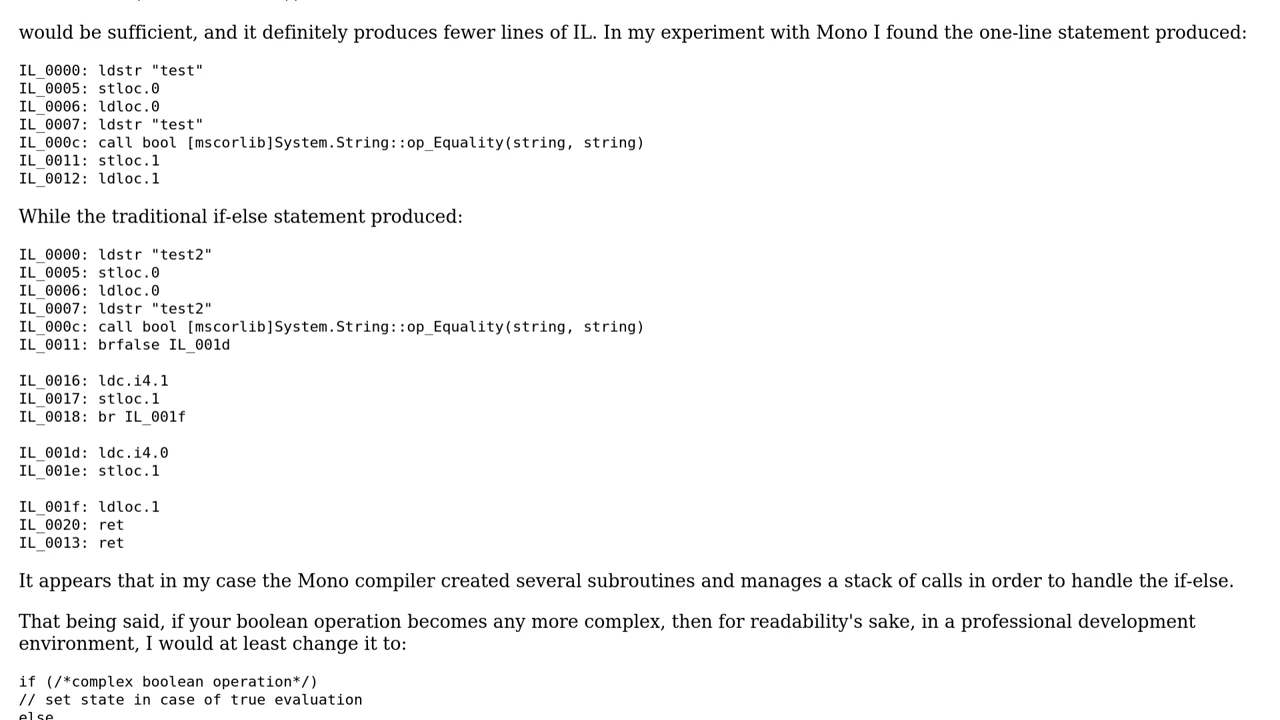 would be sufficient, and it definitely produces fewer lines of IL. In my experiment with Mono I found the one-line statement produced:
IL_0000: ldstr "test"
IL_0005: stloc.0
IL_0006: ldloc.0
IL_0007: ldstr "test"
IL_000c: call bool [mscorlib]System.String::op_Equality(string, string)
IL_0011: stloc.1
IL_0012: ldloc.1
While the traditional if-else statement produced:
IL_0000: ldstr "test2"
IL_0005: stloc.0
IL_0006: ldloc.0
IL_0007: ldstr "test2"
IL_000c: call bool [mscorlib]System.String::op_Equality(string, string)
IL_0011: brfalse IL_001d
IL_0016: ldc.i4.1
IL_0017: stloc.1
IL_0018: br IL_001f
IL_001d: ldc.i4.0
IL_001e: stloc.1
IL_001f: ldloc.1
IL_0020: ret
IL_0013: ret
It appears that in my case the Mono compiler created several subroutines and manages a stack of calls in order to handle the if-else.
That being said, if your boolean operation becomes any more complex, then for readability's sake, in a professional development
environment, I would at least change it to:
if (/*complex boolean operation*/)
// set state in case of true evaluation
else